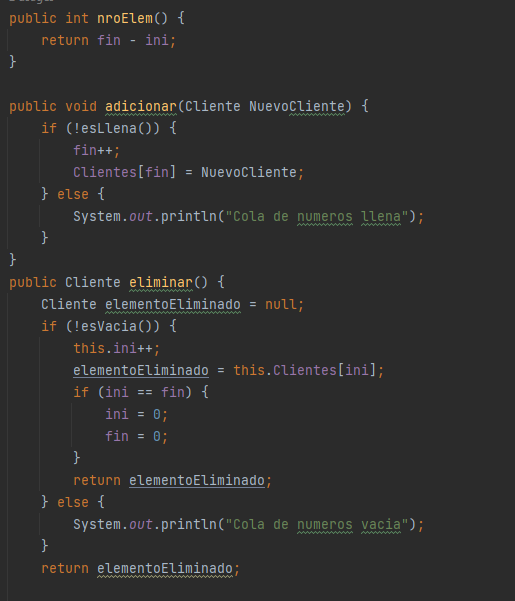 public int nroElem() {
    return fin - ini;
}

public void adicionar(Cliente NuevoCliente) {
    if (!esLlena()) {
        fin++;
        Clientes[fin] = NuevoCliente;
    } else {
        System.out.println("Cola de numeros llena");
    }
}
public Cliente eliminar() {
    Cliente elementoEliminado = null;
    if (!esVacia()) {
        this.ini++;
        elementoEliminado = this.Clientes[ini];
        if (ini == fin) {
            ini = 0;
            fin = 0;
        }
        return elementoEliminado;
    } else {
        System.out.println("Cola de numeros vacia");
    }
    return elementoEliminado;